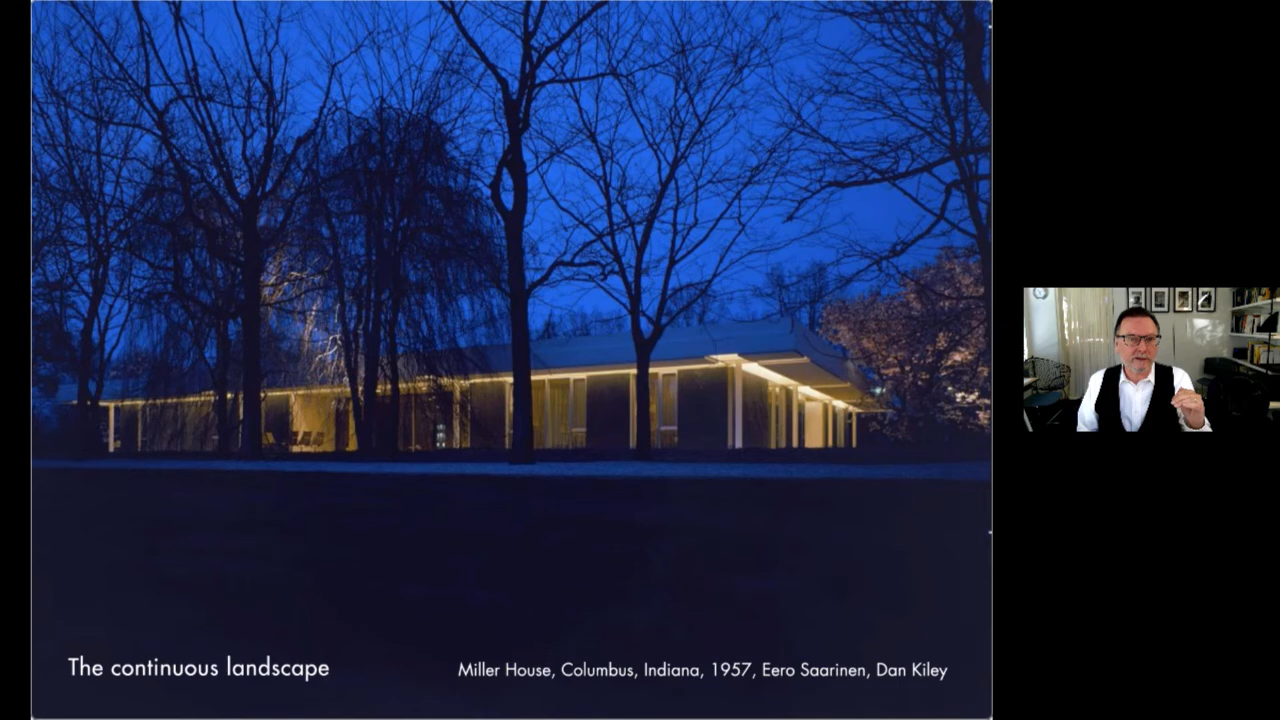 The continuous landscape
Miller House, Columbus, Indiana, 1957, Eero Saarinen, Dan Kiley